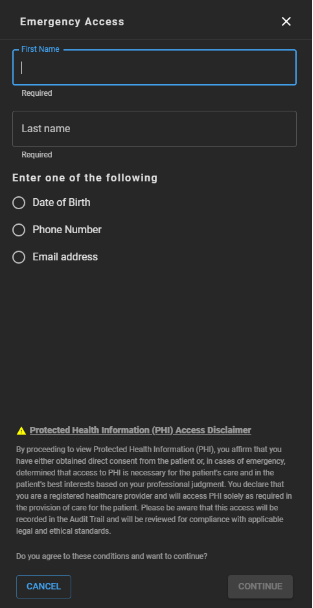 Emergency Access
First Name
Required
Last name
Required
Enter one of the following
Date of Birth
Phone Number
Email address
Protected Health Information (PHI) Access Disclaimer
By proceeding to view Protected Health Information (PHI), you affirm that you
have either obtained direct consent from the patient or, in cases of emergency,
determined that access to PHI is necessary for the patient's care and in the
patient's best interests based on your professional judgment. You declare that
you are a registered healthcare provider and will access PHI solely as required in
the provision of care for the patient. Please be aware that this access will be
recorded in the Audit Trail and will be reviewed for compliance with applicable
legal and ethical standards.
Do you agree to these conditions and want to continue?
CANCEL
CONTINUE